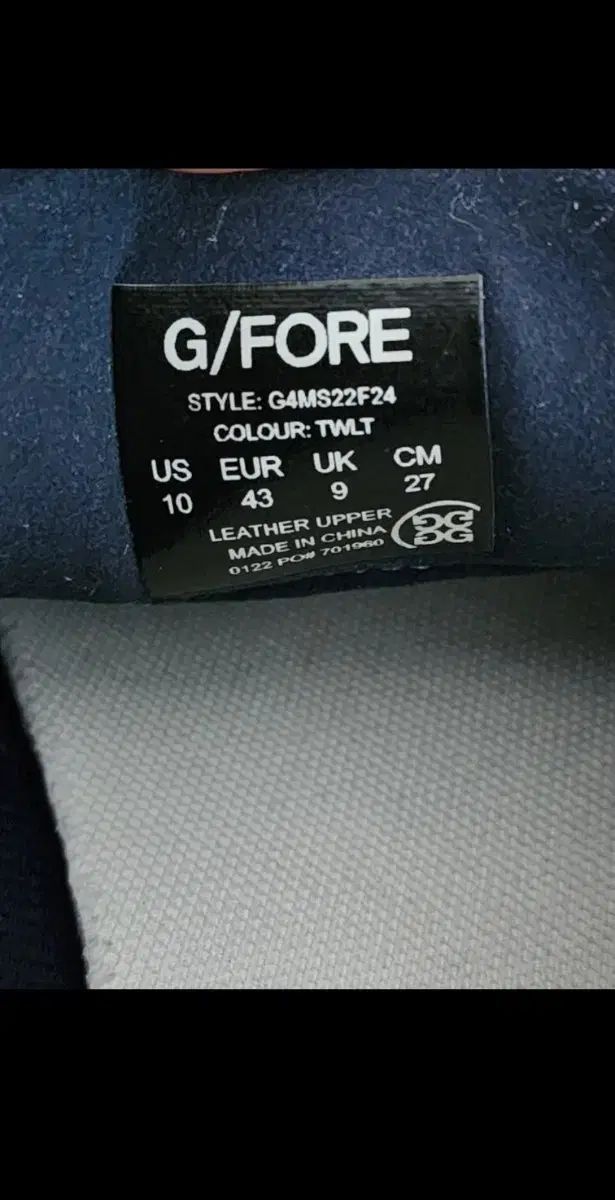 G/FORE
STYLE: G4MS22F24
COLOUR: TWLT
US EUR UK CM
10 43 9 27
LEATHER UPPER
MADE IN CHINA
0122 PO# 701960